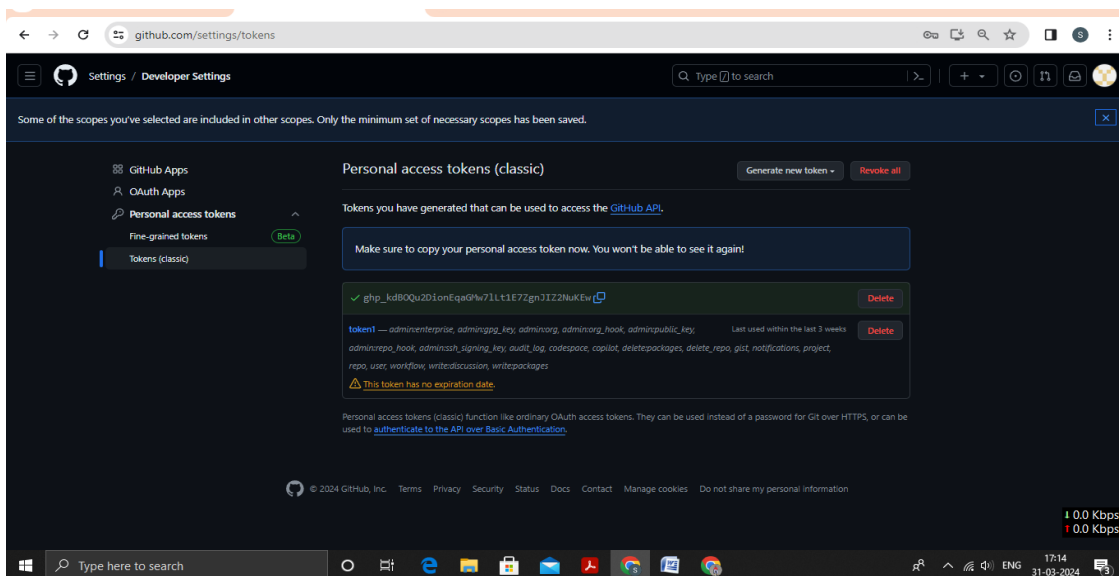 github.com/settings/tokens
S
Settings / Developer Settings
Type / to search
Some of the scopes you've selected are included in other scopes. Only the minimum set of necessary scopes has been saved.
GitHub Apps
OAuth Apps
Personal access tokens
Fine-grained tokens Beta
Tokens (classic)
Personal access tokens (classic)
Generate new token
Revoke all
Tokens you have generated that can be used to access the GitHub API.
Make sure to copy your personal access token now. You won't be able to see it again!
ghp_[access token redacted] Delete
token1 — admin:enterprise, admin:gpg_key, admin:org, admin:org_hook, admin:public_key, Last used within the last 3 weeks Delete
admin:repo_hook, admin:ssh_signing_key, audit_log, codespace, copilot, delete:packages, delete_repo, gist, notifications, project,
repo, user, workflow, write:discussion, write:packages
This token has no expiration date.
Personal access tokens (classic) function like ordinary OAuth access tokens. They can be used instead of a password for Git over HTTPS, or can be
used to authenticate to the API over Basic Authentication.
© 2024 GitHub, Inc. Terms Privacy Security Status Docs Contact Manage cookies Do not share my personal information
0.0 Kbps
0.0 Kbps
Type here to search
ENG
17:14
31-03-2024
3